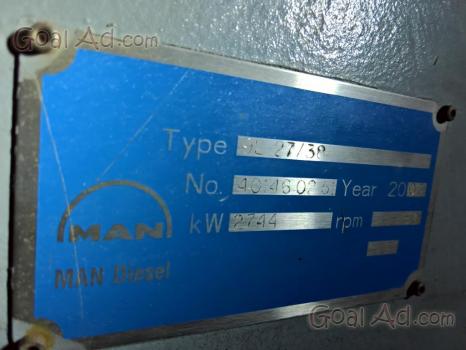 Goal Ad.com
Type 27/38
No. Year
kW 2744 rpm
MAN
MAN Diesel
Goal Ad.com